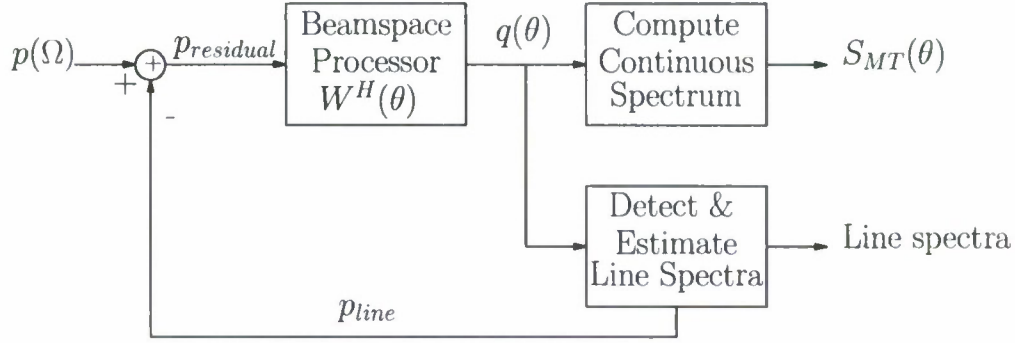 p(Ω)
+
+
-
p_residual
Beamspace
Processor
W^H(θ)
q(θ)
Compute
Continuous
Spectrum
S_MT(θ)
Detect &
Estimate
Line Spectra
Line spectra
p_line